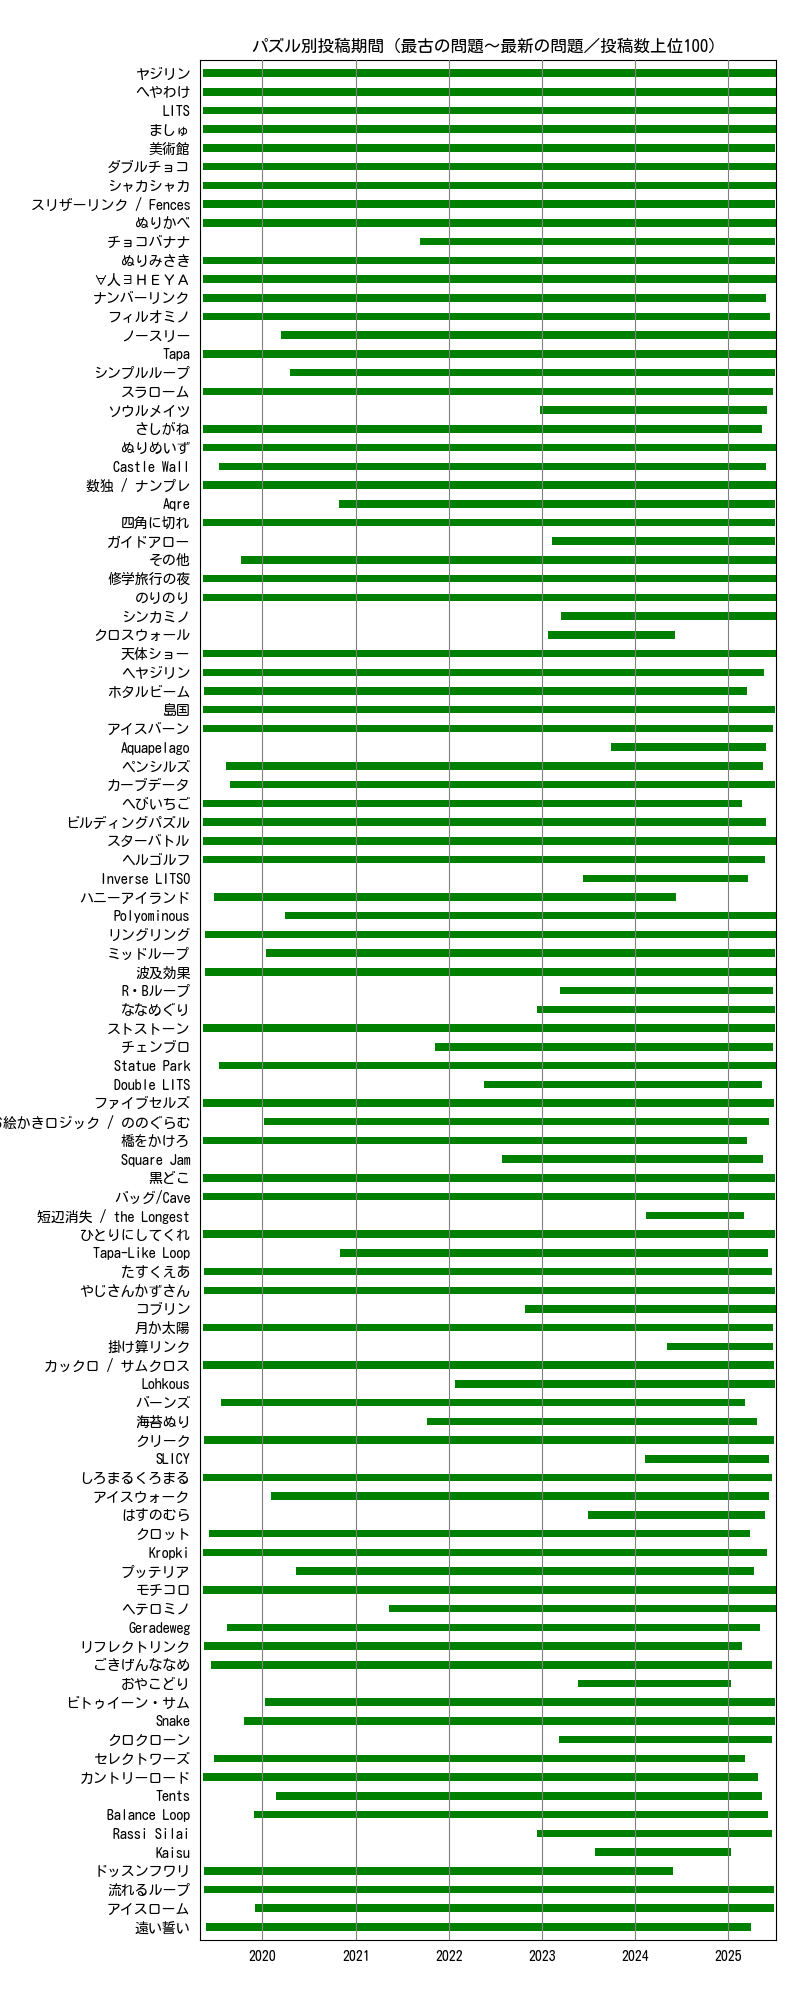 パズル別投稿期間（最古の問題～最新の問題／投稿数上位100）
ヤジリン
へやわけ
LITS
ましゅ
美術館
ダブルチョコ
シャカシャカ
スリザーリンク / Fences
ぬりかべ
チョコバナナ
ぬりみさき
∀人∃ＨＥＹＡ
ナンバーリンク
フィルオミノ
ノースリー
Tapa
シンプルループ
スラローム
ソウルメイツ
さしがね
ぬりめいず
Castle Wall
数独 / ナンプレ
Aqre
四角に切れ
ガイドアロー
その他
修学旅行の夜
のりのり
シンカミノ
クロスウォール
天体ショー
ヘヤジリン
ホタルビーム
島国
アイスバーン
Aquapelago
ペンシルズ
カーブデータ
へびいちご
ビルディングパズル
スターバトル
ヘルゴルフ
Inverse LITSO
ハニーアイランド
Polyominous
リングリング
ミッドループ
波及効果
R・Bループ
ななめぐり
ストストーン
チェンブロ
Statue Park
Double LITS
ファイブセルズ
絵かきロジック / ののぐらむ
橋をかけろ
Square Jam
黒どこ
バッグ/Cave
短辺消失 / the Longest
ひとりにしてくれ
Tapa-Like Loop
たすくえあ
やじさんかずさん
コブリン
月か太陽
掛け算リンク
カックロ / サムクロス
Lohkous
バーンズ
海苔ぬり
クリーク
SLICY
しろまるくろまる
アイスウォーク
はすのむら
クロット
Kropki
プッテリア
モチコロ
ヘテロミノ
Geradeweg
リフレクトリンク
ごきげんななめ
おやこどり
ビトゥイーン・サム
Snake
クロクローン
セレクトワーズ
カントリーロード
Tents
Balance Loop
Rassi Silai
Kaisu
ドッスンフワリ
流れるループ
アイスローム
遠い誓い
2020 2021 2022 2023 2024 2025